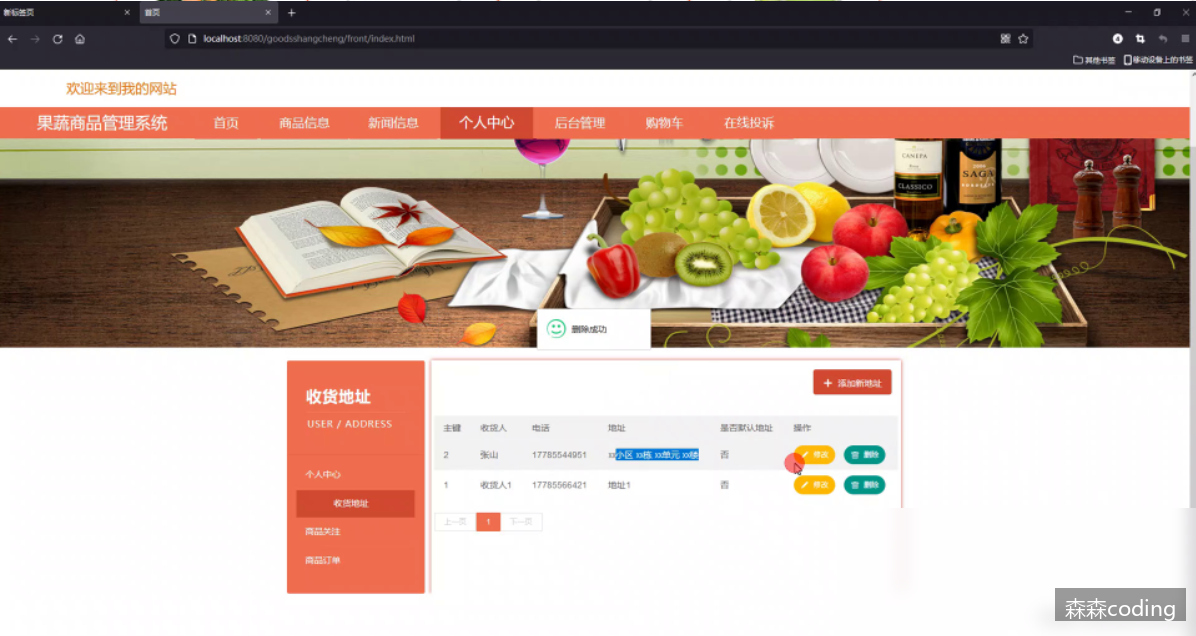 新标签页
首页
localhost:8080/goodsshangcheng/front/index.html
其他书签 移动设备上的书签
欢迎来到我的网站
果蔬商品管理系统 首页 商品信息 新闻信息 个人中心 后台管理 购物车 在线投诉
CANEPA
CLASSICO
SAGA
删除成功
收货地址
USER / ADDRESS
个人中心
收货地址
商品关注
商品订单
+ 添加新地址
主键 收货人 电话 地址 是否默认地址 操作
2 张山 17785544951 xx小区 xx栋 xx单元 xx楼 否 修改 删除
1 收货人1 17785566421 地址1 否 修改 删除
上一页 1 下一页
森森coding